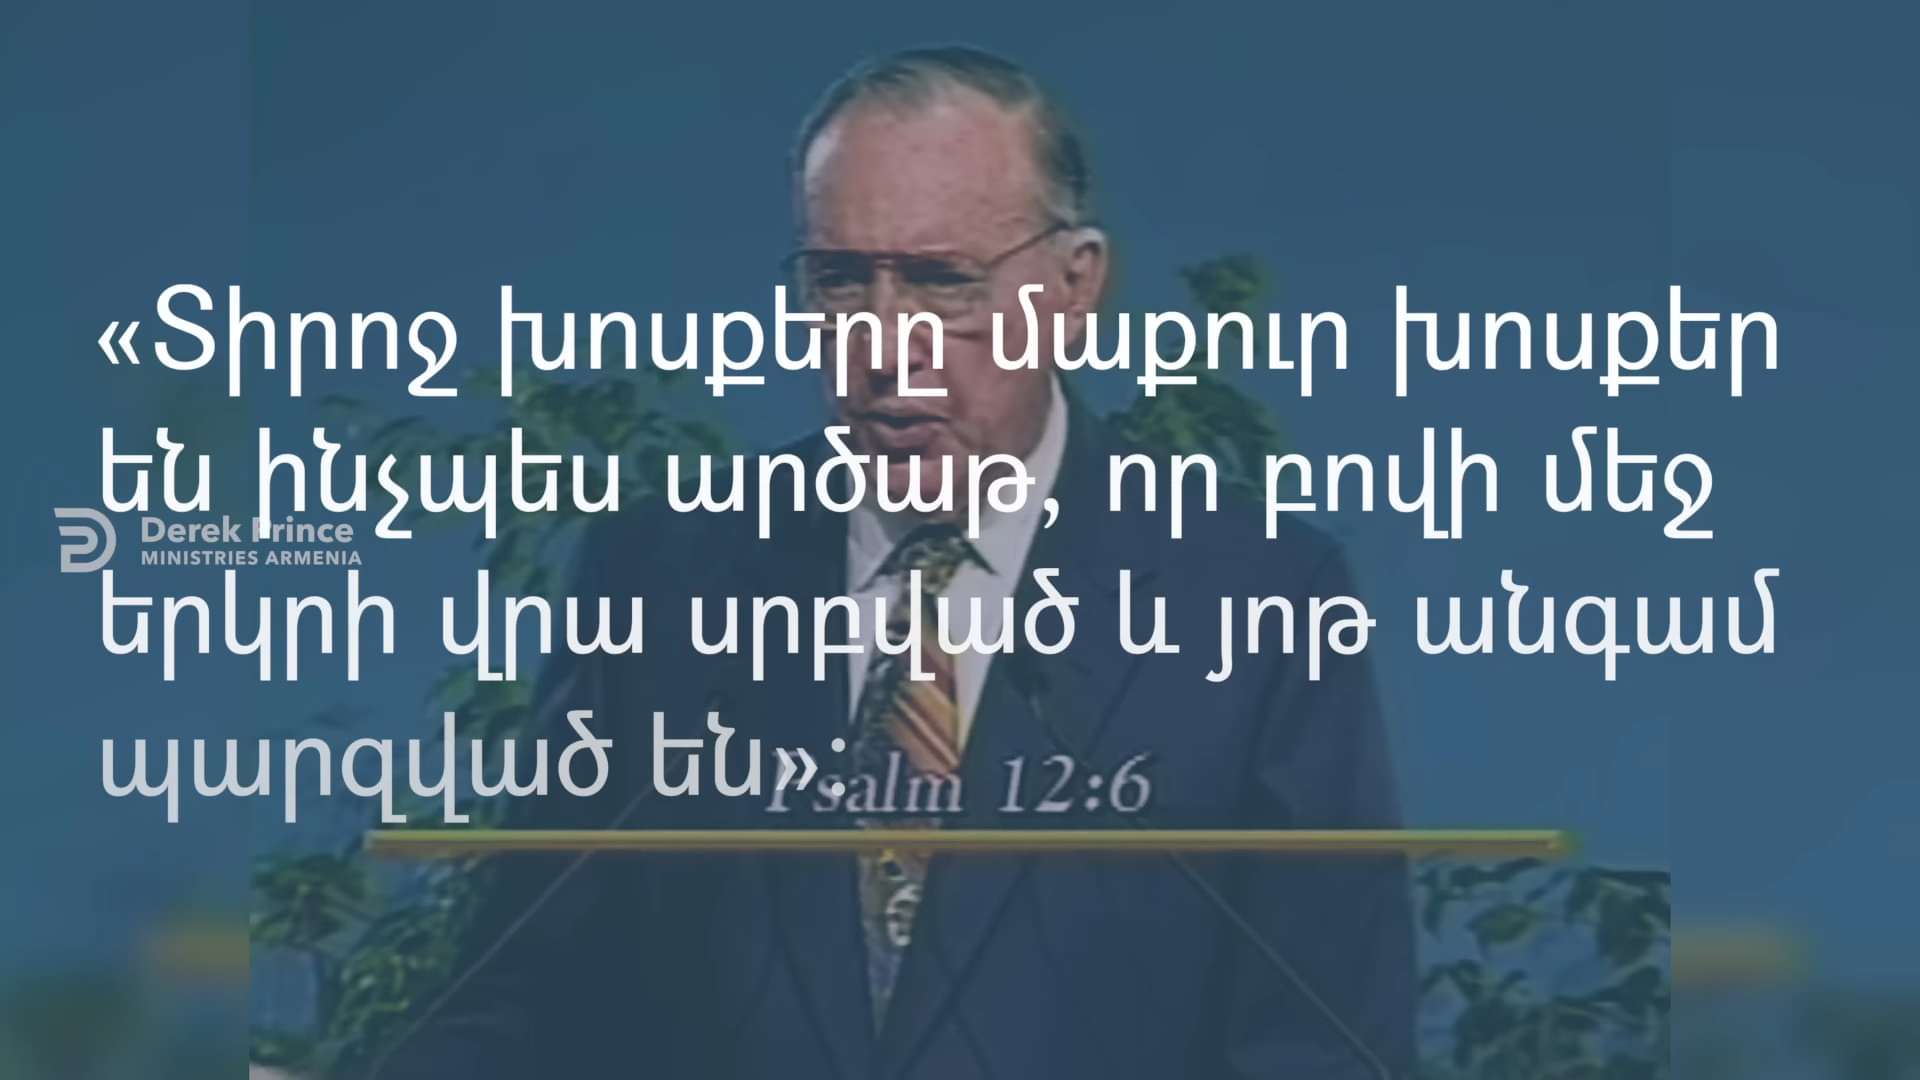 «Տիրոջ խոսքերը մաքուր խոսքեր
են ինչպես արծաթ, որ բովի մեջ
Derek Prince
MINISTRIES ARMENIA
երկրի վրա սրբված և յոթ անգամ
պարզված են»:
Psalm 12:6